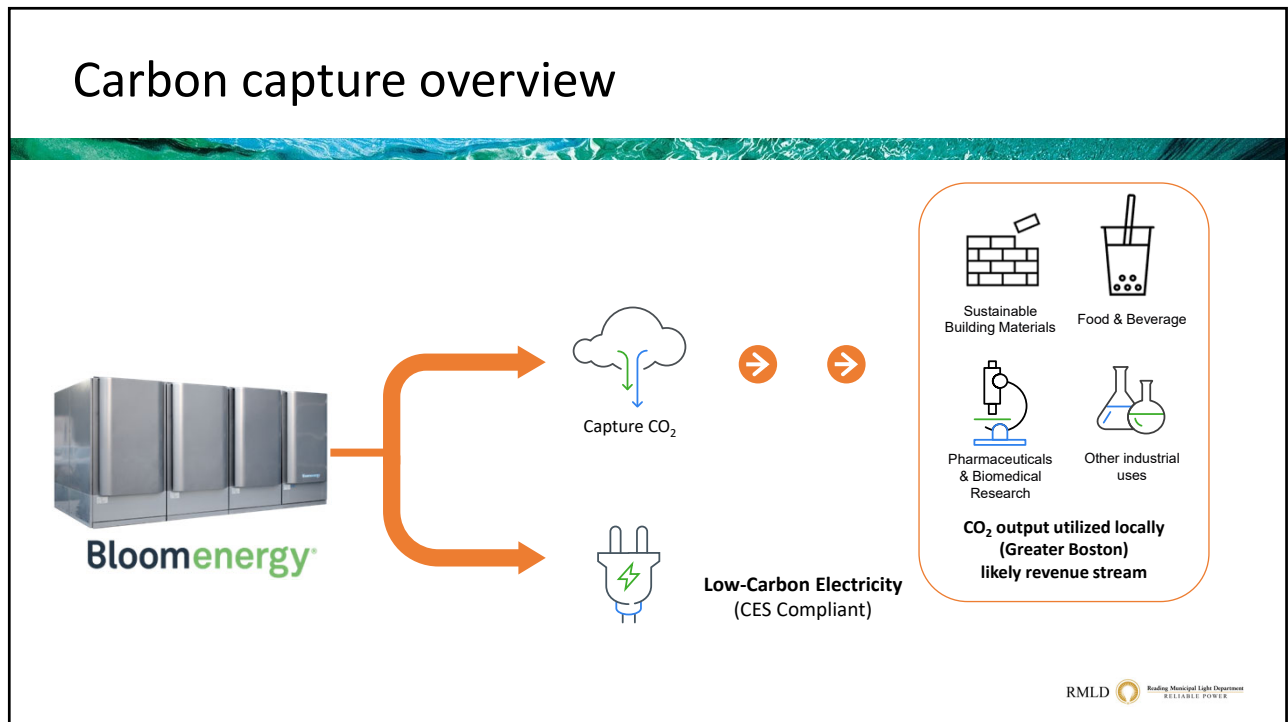 Carbon capture overview
Bloomenergy®
Capture CO₂
Low-Carbon Electricity
(CES Compliant)
Sustainable
Building Materials
Food & Beverage
Pharmaceuticals
& Biomedical
Research
Other industrial
uses
CO₂ output utilized locally
(Greater Boston)
likely revenue stream
RMLD
Reading Municipal Light Department
RELIABLE POWER